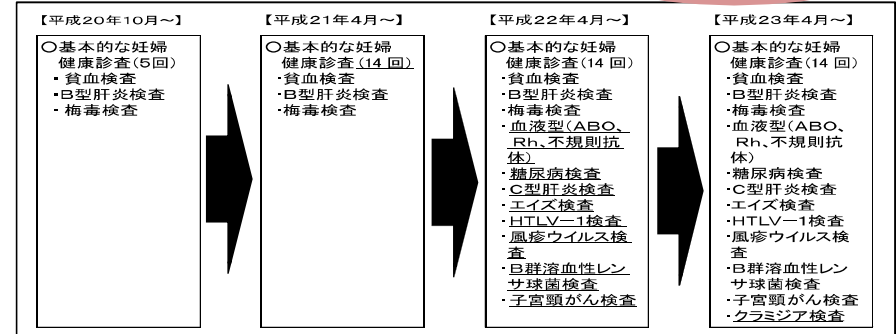 【平成20年10月～】
○基本的な妊婦
健康診査(5回)
・貧血検査
・B型肝炎検査
・梅毒検査
【平成21年4月～】
○基本的な妊婦
健康診査(14回)
・貧血検査
・B型肝炎検査
・梅毒検査
【平成22年4月～】
○基本的な妊婦
健康診査(14回)
・貧血検査
・B型肝炎検査
・梅毒検査
・血液型(ABO、
Rh、不規則抗
体)
・糖尿病検査
・C型肝炎検査
・エイズ検査
・HTLV－1検査
・風疹ウイルス検
査
・B群溶血性レン
サ球菌検査
・子宮頸がん検査
【平成23年4月～】
○基本的な妊婦
健康診査(14回)
・貧血検査
・B型肝炎検査
・梅毒検査
・血液型(ABO、
Rh、不規則抗
体)
・糖尿病検査
・C型肝炎検査
・エイズ検査
・HTLV－1検査
・風疹ウイルス検
査
・B群溶血性レン
サ球菌検査
・子宮頸がん検査
・クラミジア検査